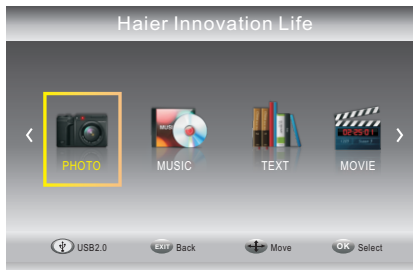 Haier Innovation Life
PHOTO MUSIC TEXT MOVIE
USB2.0 EXIT Back Move OK Select